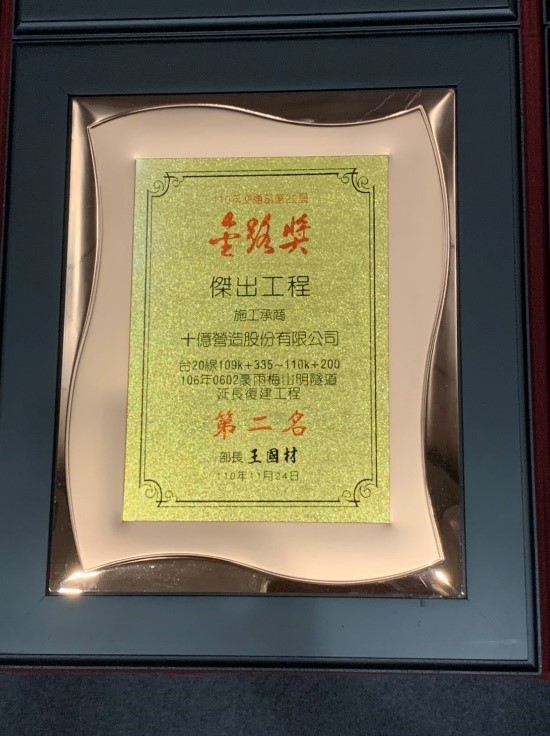 110年交通部第22屆
金路獎
傑出工程
施工承商
十億營造股份有限公司
台20線109k+335~110k+200
106年0602豪雨梅山明隧道
延長復建工程
第二名
部長 王國材
110年11月24日